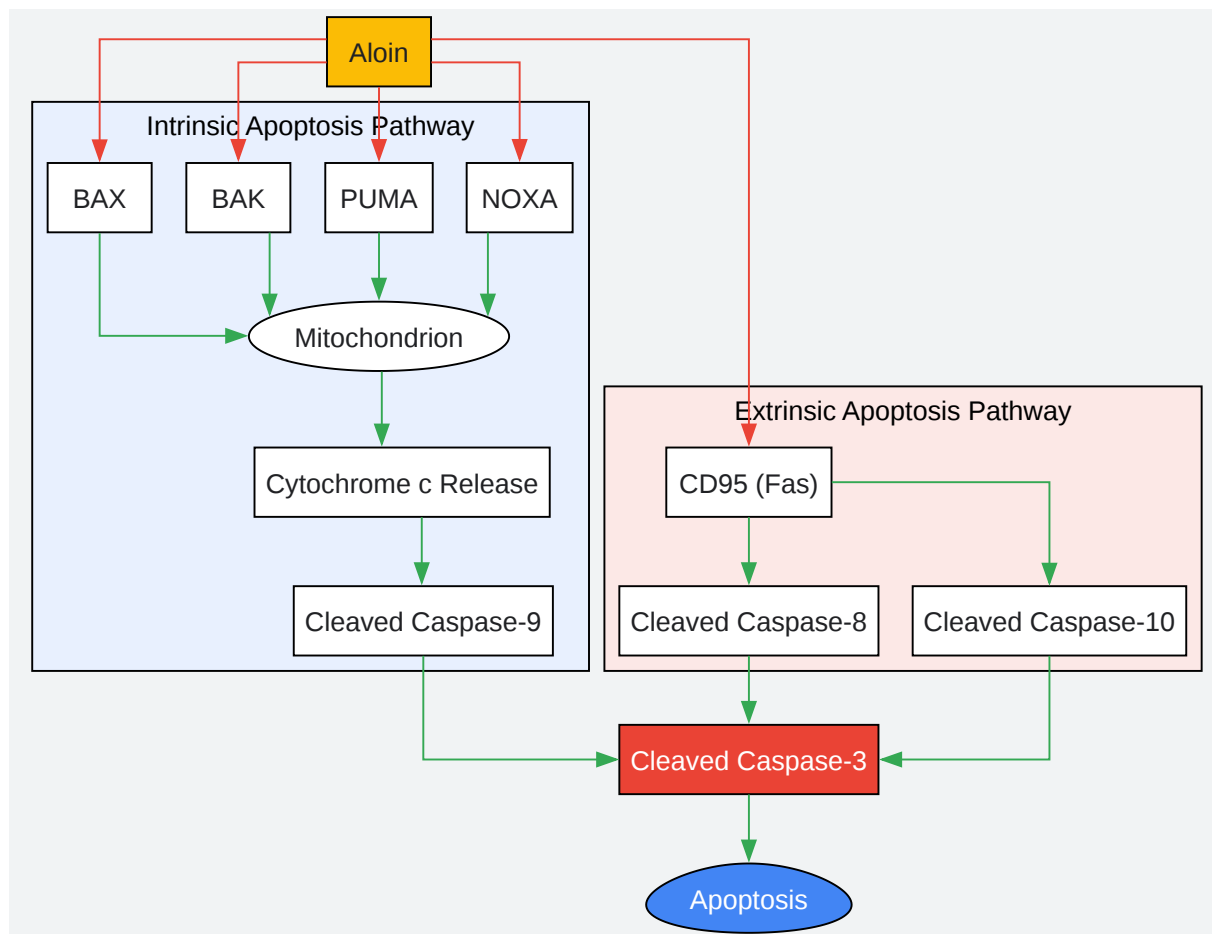 Aloin
Intrinsic Apoptosis Pathway
BAX
BAK
PUMA
NOXA
Mitochondrion
Extrinsic Apoptosis Pathway
Cytochrome c Release
CD95 (Fas)
Cleaved Caspase-9
Cleaved Caspase-8
Cleaved Caspase-10
Cleaved Caspase-3
Apoptosis